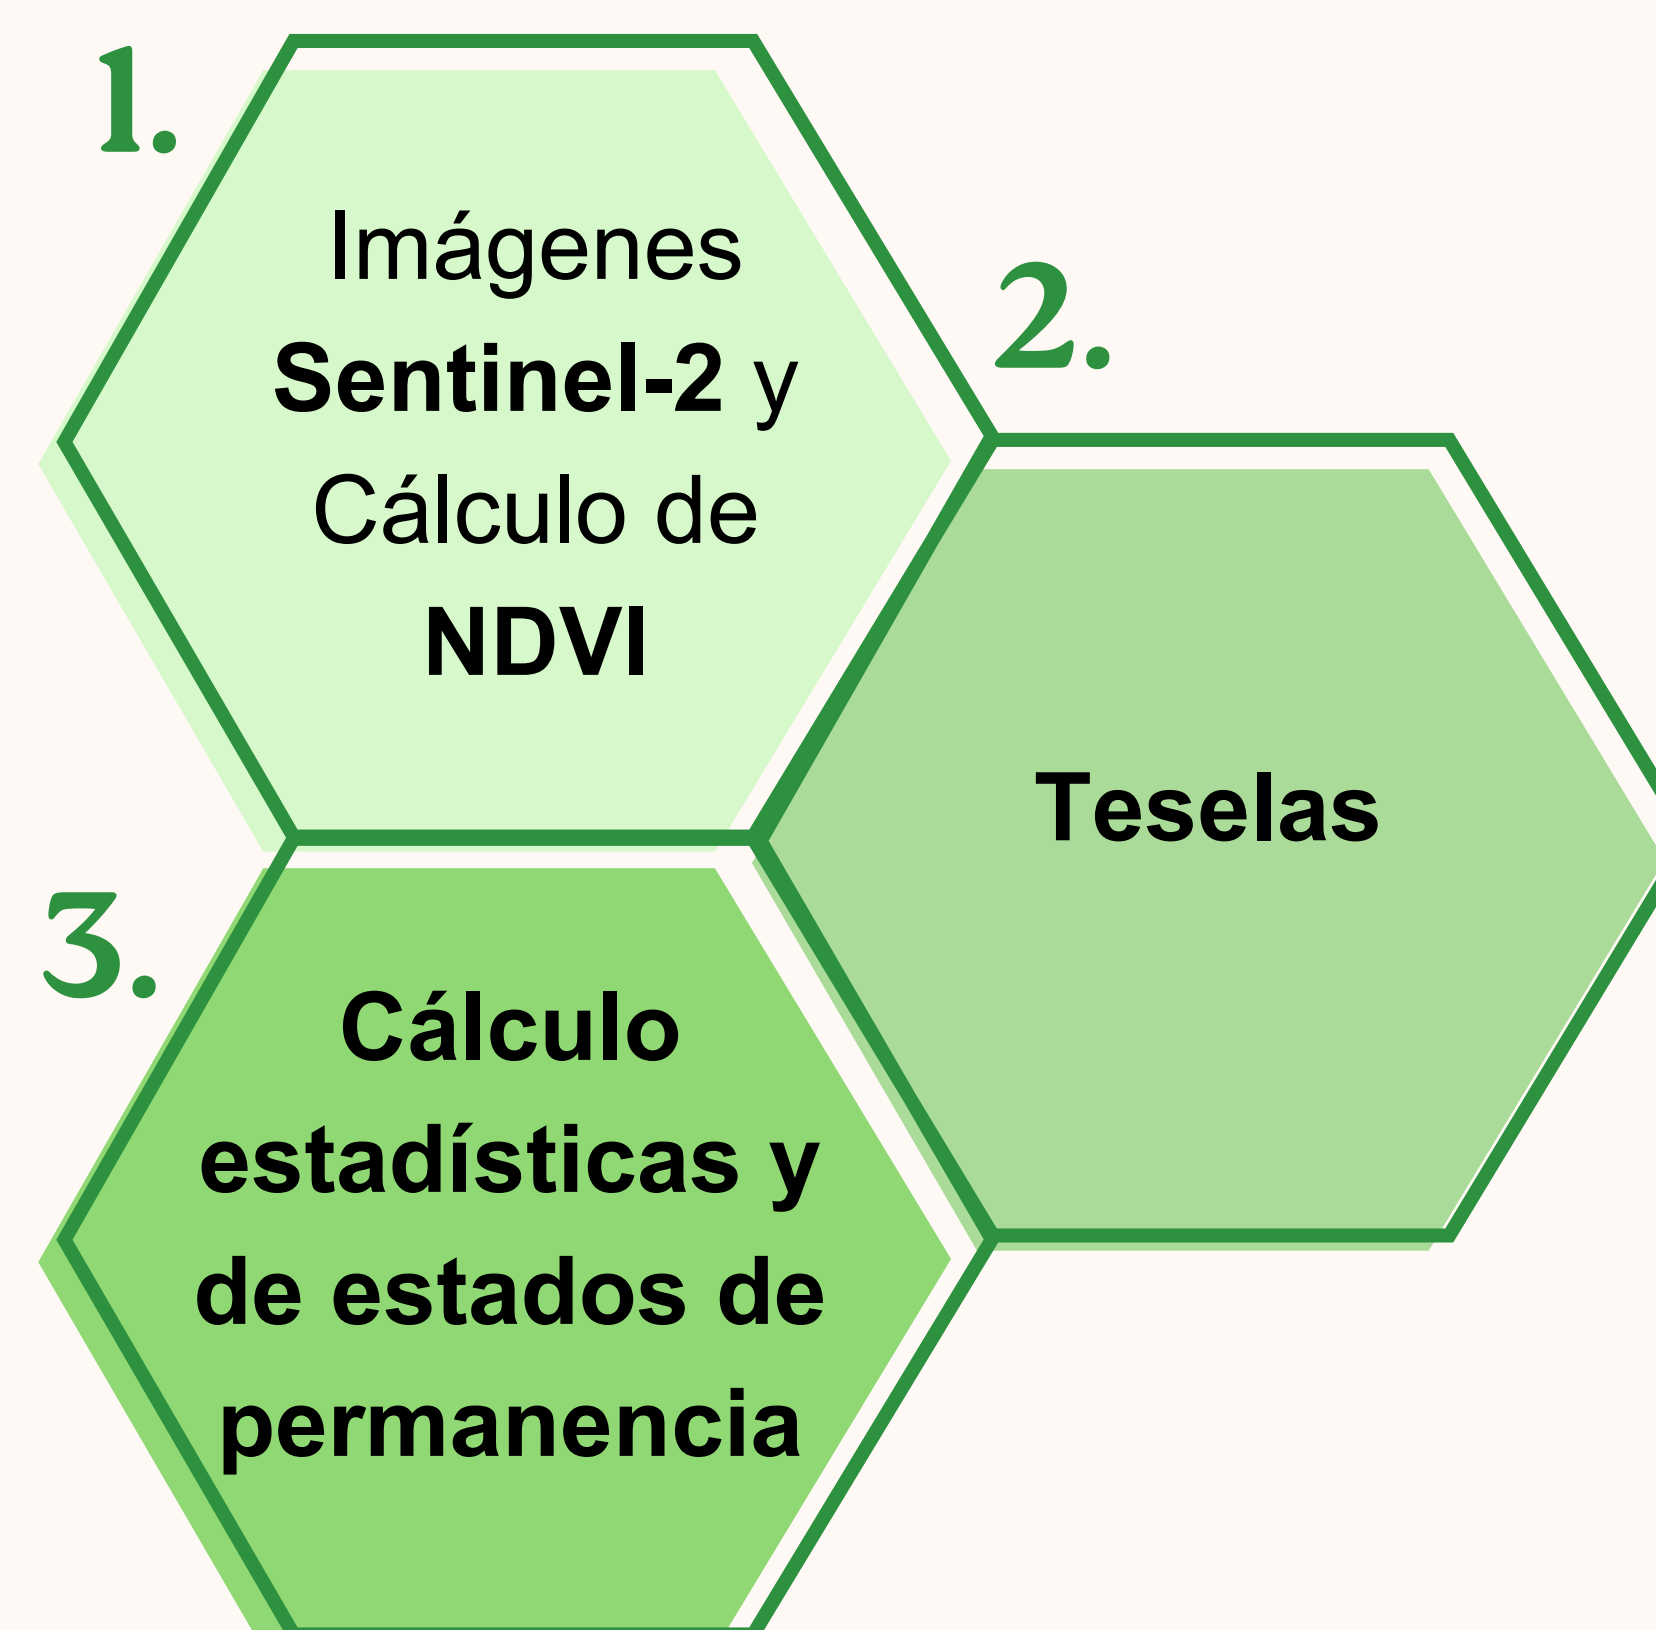 1.
Imágenes
Sentinel-2 y
Cálculo de
NDVI
2.
Teselas
3.
Cálculo
estadísticas y
de estados de
permanencia